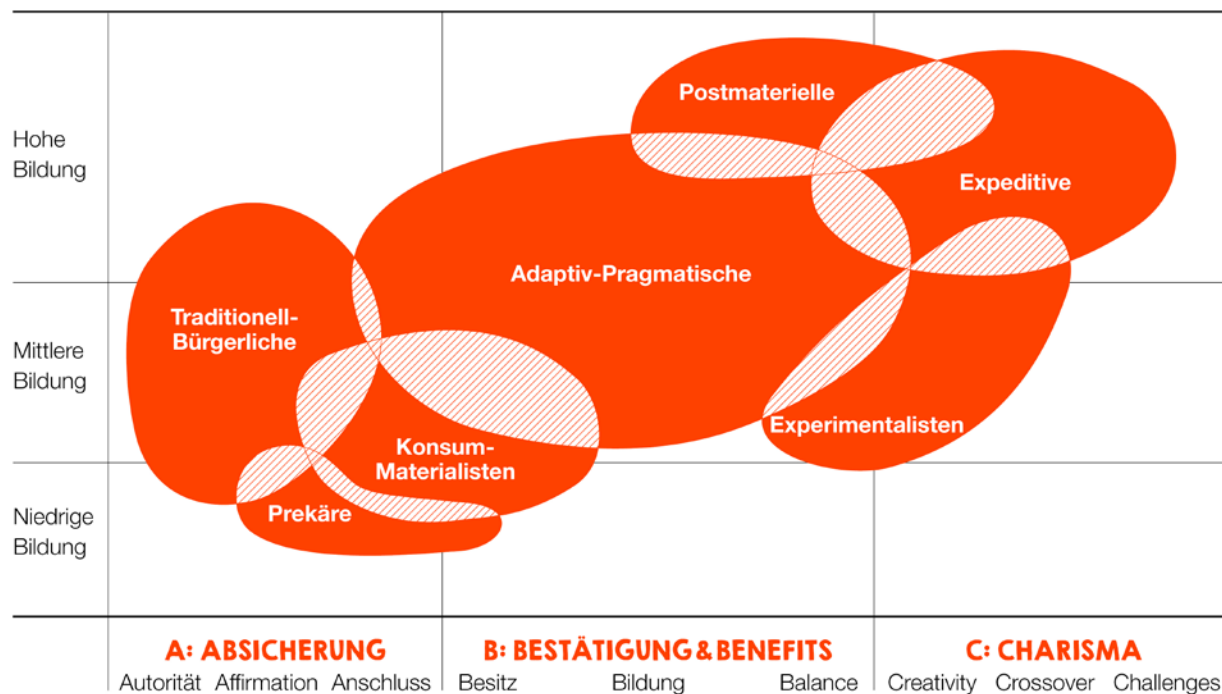 Hohe
Bildung
Postmaterielle
Expeditive
Adaptiv-Pragmatische
Traditionell-
Bürgerliche
Mittlere
Bildung
Experimentalisten
Konsum-
Materialisten
Prekäre
Niedrige
Bildung
A: ABSICHERUNG
B: BESTÄTIGUNG & BENEFITS
C: CHARISMA
Autorität Affirmation Anschluss
Besitz Bildung Balance
Creativity Crossover Challenges